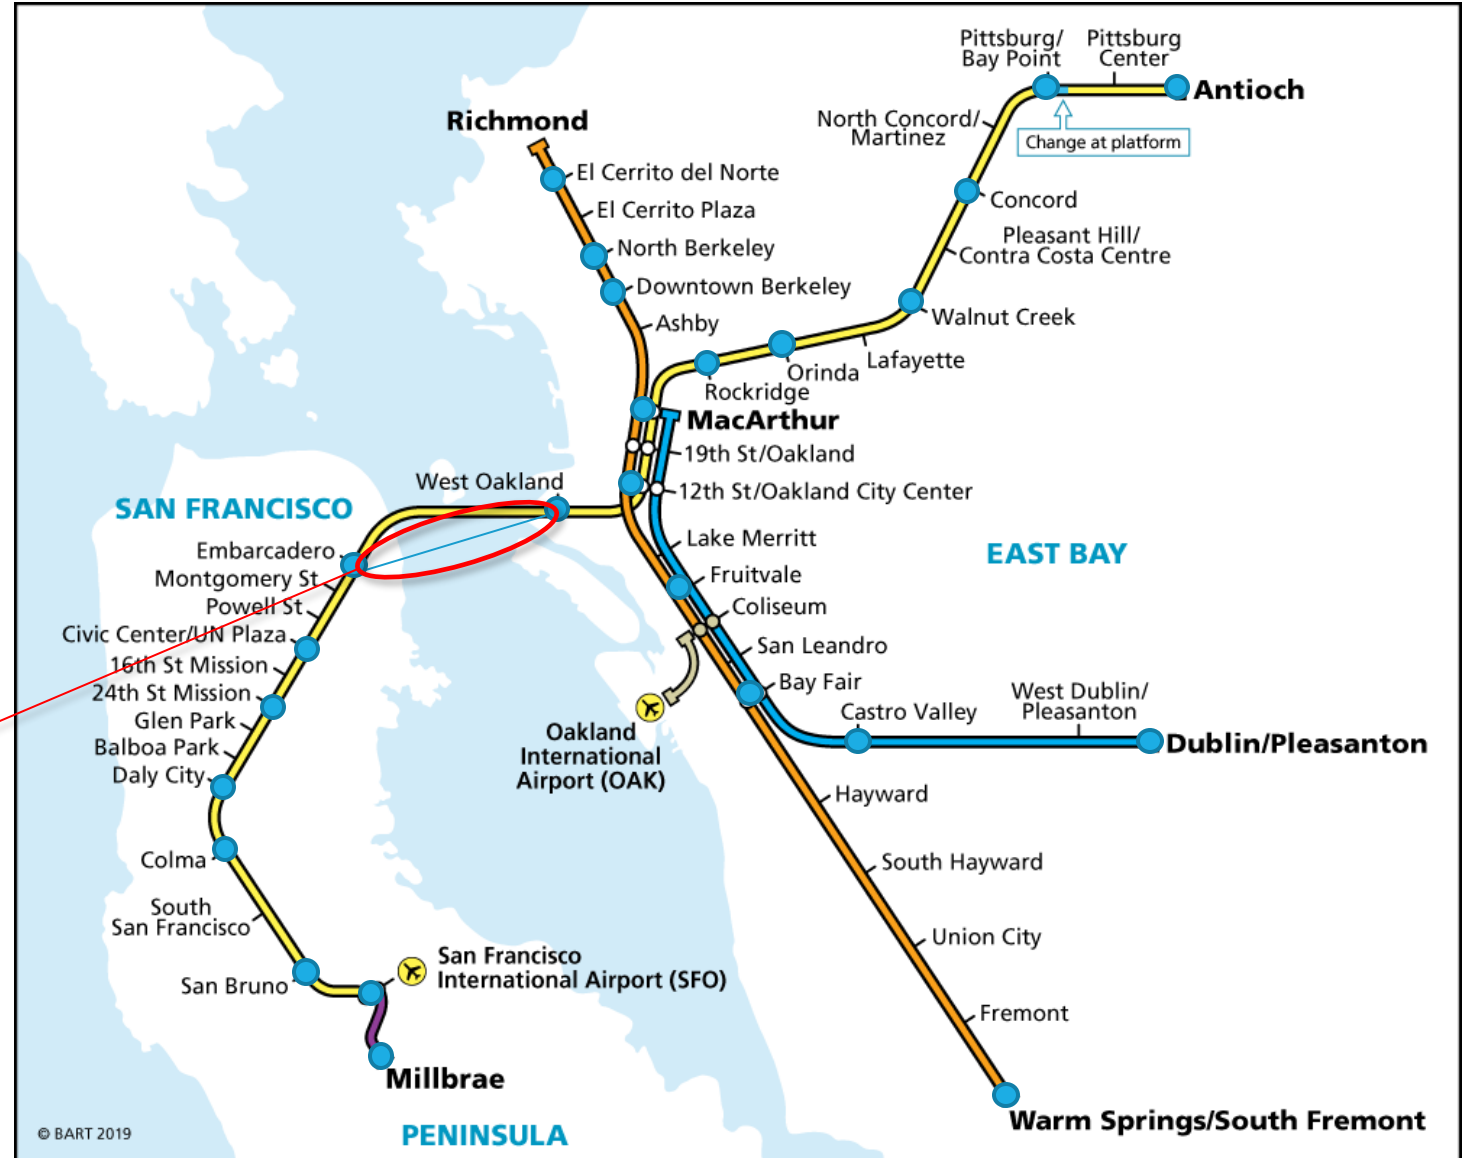 Pittsburg/
Bay Point
Pittsburg
Center
Antioch
Richmond
North Concord/
Martinez
Change at platform
El Cerrito del Norte
Concord
El Cerrito Plaza
Pleasant Hill/
Contra Costa Centre
North Berkeley
Downtown Berkeley
Walnut Creek
Ashby
Lafayette
Orinda
Rockridge
MacArthur
19th St/Oakland
West Oakland
12th St/Oakland City Center
SAN FRANCISCO
Lake Merritt
EAST BAY
Embarcadero
Montgomery St
Fruitvale
Powell St
Coliseum
Civic Center/UN Plaza
San Leandro
16th St Mission
Bay Fair
24th St Mission
West Dublin/
Pleasanton
Glen Park
Castro Valley
Oakland
International
Airport (OAK)
Balboa Park
Dublin/Pleasanton
Daly City
Hayward
Colma
South Hayward
South
San Francisco
Union City
San Francisco
International Airport (SFO)
San Bruno
Fremont
Millbrae
Warm Springs/South Fremont
© BART 2019
PENINSULA